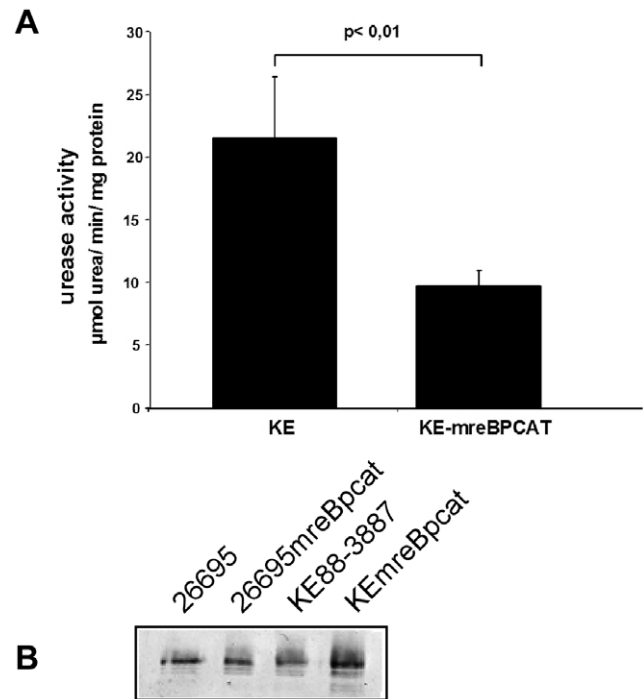 A
p< 0,01
30
25
20
15
10
5
0
urease activity
µmol urea/ min/ mg protein
KE
KE-mreBPCAT
26695
26695mreBpcat
KE88-3887
KEmreBpcat
B